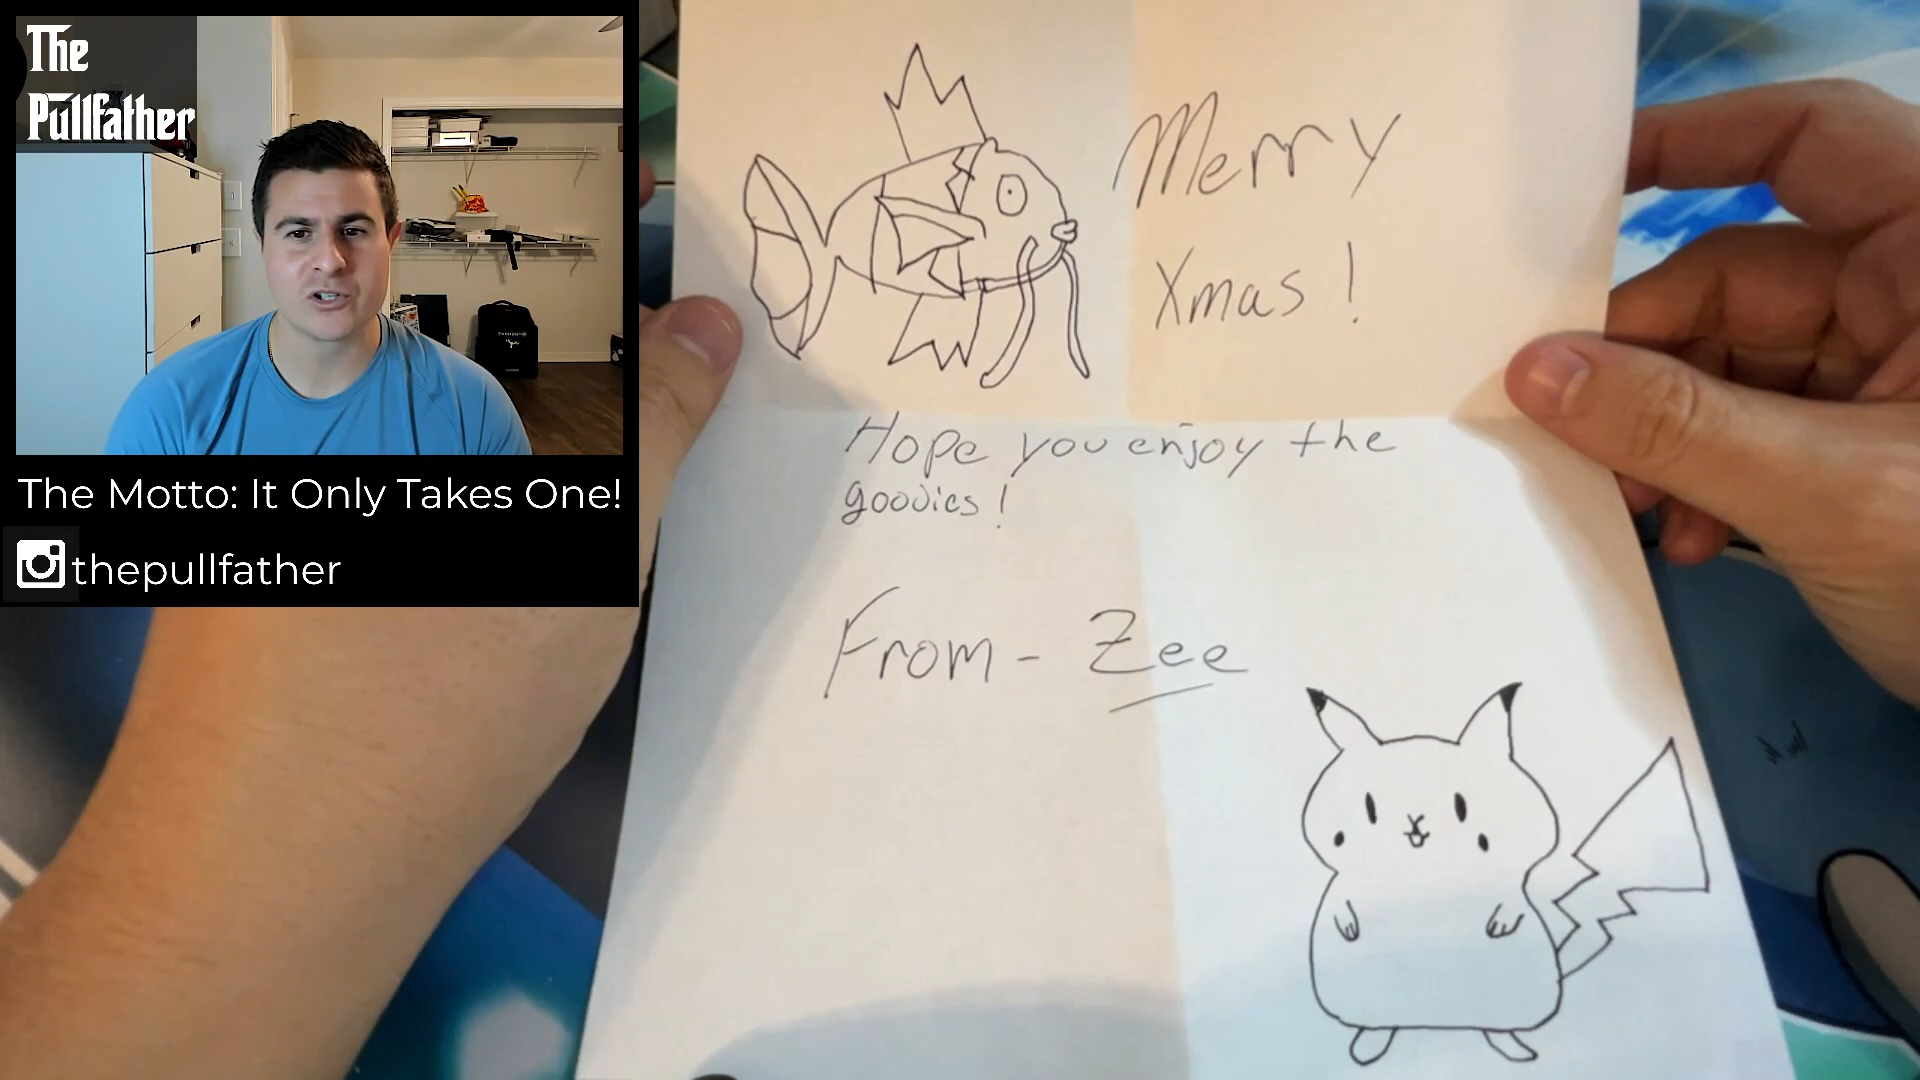 The
Pullfather
The Motto: It Only Takes One!
thepullfather
Merry
Xmas!
Hope you enjoy the
goodies!
From - Zee